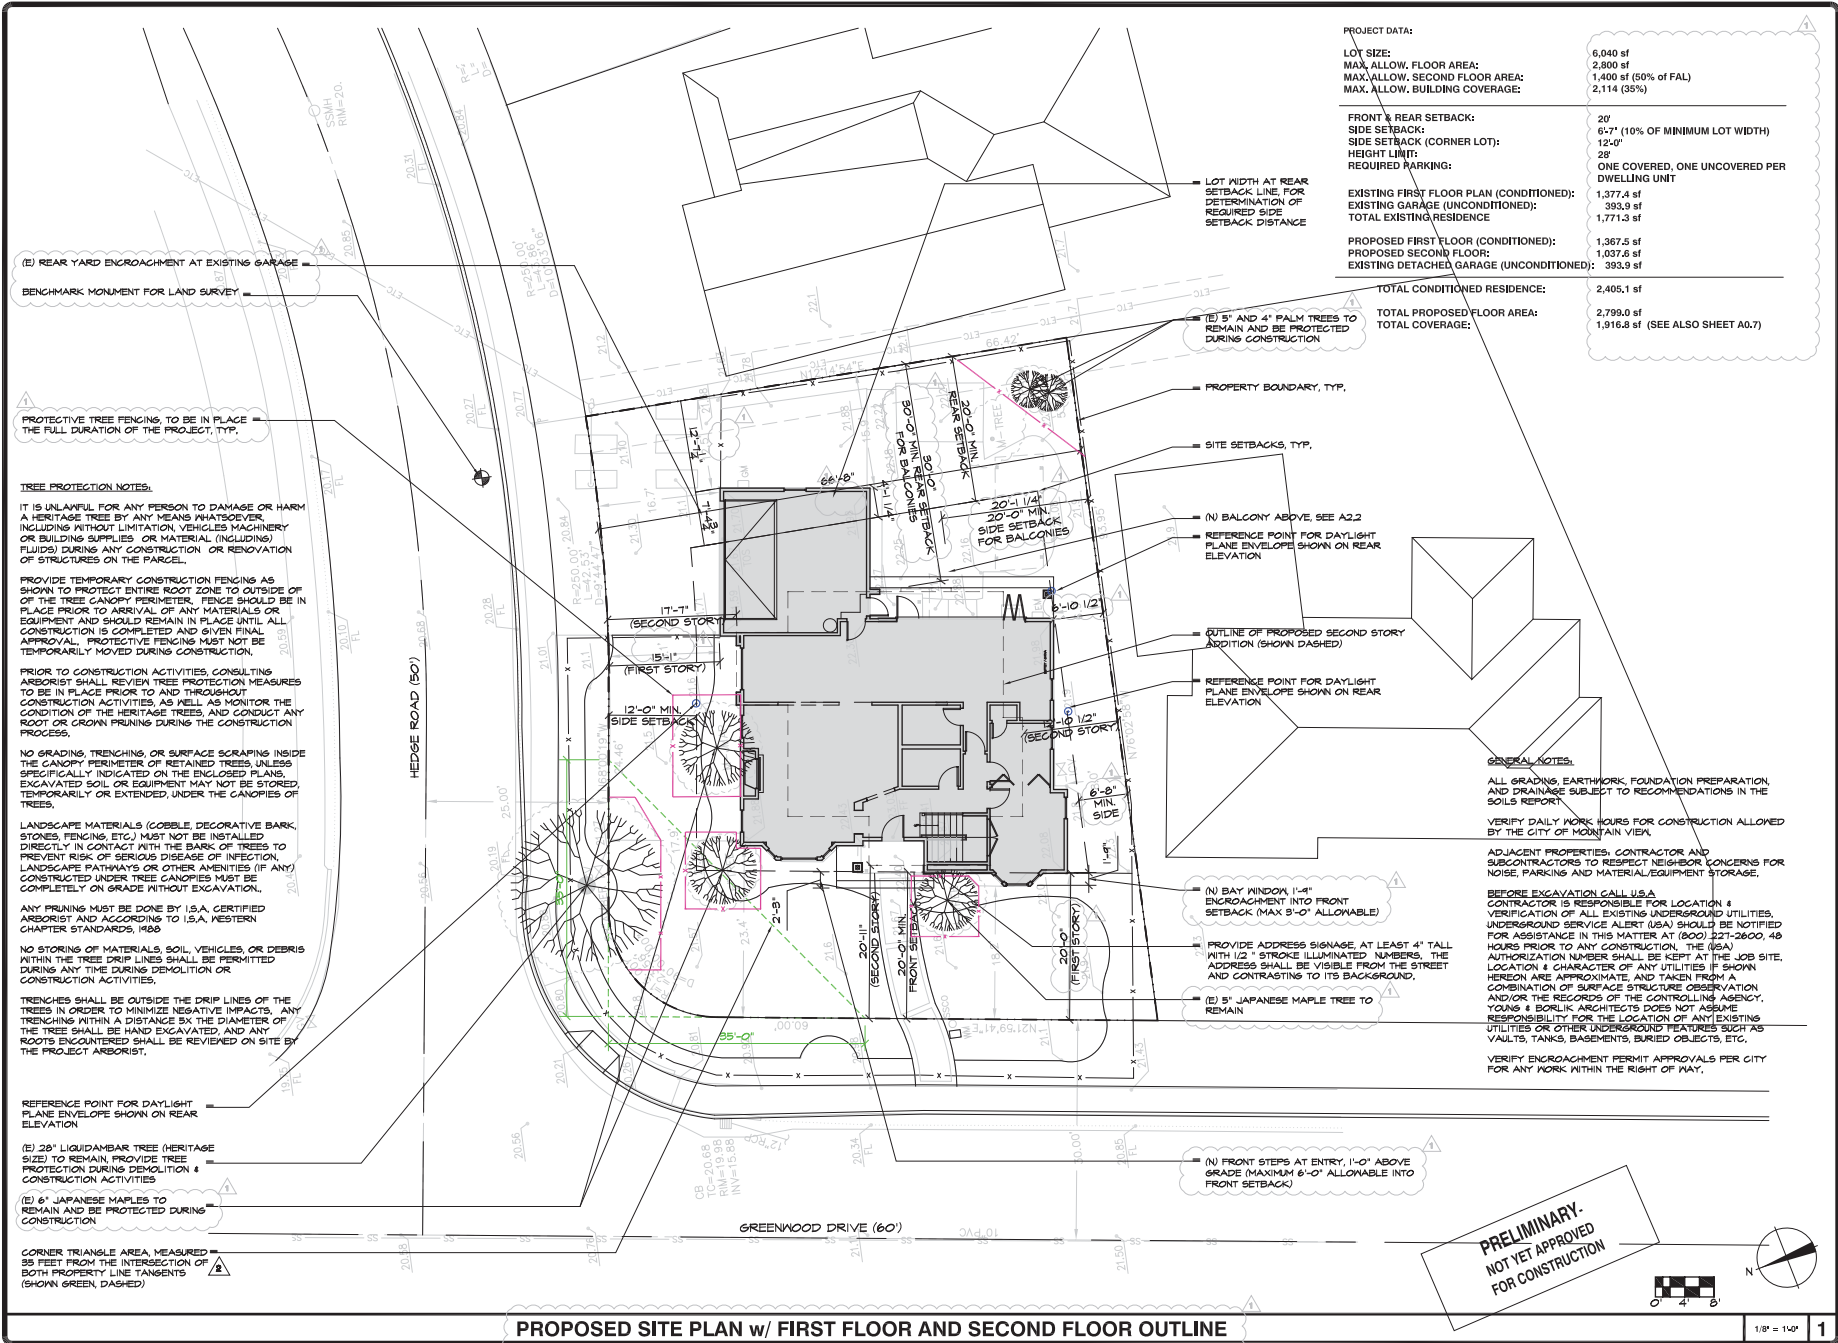 PROJECT DATA:
LOT SIZE: 6,040 sf
MAX. ALLOW. FLOOR AREA: 2,800 sf
MAX. ALLOW. SECOND FLOOR AREA: 1,400 sf (50% of FAL)
MAX. ALLOW. BUILDING COVERAGE: 2,114 (35%)
FRONT & REAR SETBACK: 20'
SIDE SETBACK: 6'-7" (10% OF MINIMUM LOT WIDTH)
SIDE SETBACK (CORNER LOT): 12'-0"
HEIGHT LIMIT: 28'
REQUIRED PARKING: ONE COVERED, ONE UNCOVERED PER
DWELLING UNIT
EXISTING FIRST FLOOR PLAN (CONDITIONED): 1,377.4 sf
EXISTING GARAGE (UNCONDITIONED): 393.9 sf
TOTAL EXISTING RESIDENCE 1,771.3 sf
PROPOSED FIRST FLOOR (CONDITIONED): 1,367.5 sf
PROPOSED SECOND FLOOR: 1,037.6 sf
EXISTING DETACHED GARAGE (UNCONDITIONED): 393.9 sf
TOTAL CONDITIONED RESIDENCE: 2,405.1 sf
TOTAL PROPOSED FLOOR AREA: 2,799.0 sf
TOTAL COVERAGE: 1,916.8 sf (SEE ALSO SHEET A0.7)
(E) REAR YARD ENCROACHMENT AT EXISTING GARAGE
BENCHMARK MONUMENT FOR LAND SURVEY
PROTECTIVE TREE FENCING, TO BE IN PLACE
THE FULL DURATION OF THE PROJECT, TYP.
TREE PROTECTION NOTES:
IT IS UNLAWFUL FOR ANY PERSON TO DAMAGE OR HARM
A HERITAGE TREE BY ANY MEANS WHATSOEVER,
INCLUDING WITHOUT LIMITATION, VEHICLES MACHINERY
OR BUILDING SUPPLIES OR MATERIAL (INCLUDING)
FLUIDS) DURING ANY CONSTRUCTION OR RENOVATION
OF STRUCTURES ON THE PARCEL.
PROVIDE TEMPORARY CONSTRUCTION FENCING AS
SHOWN TO PROTECT ENTIRE ROOT ZONE TO OUTSIDE OF
OF THE TREE CANOPY PERIMETER. FENCE SHOULD BE IN
PLACE PRIOR TO ARRIVAL OF ANY MATERIALS OR
EQUIPMENT AND SHOULD REMAIN IN PLACE UNTIL ALL
CONSTRUCTION IS COMPLETED AND GIVEN FINAL
APPROVAL. PROTECTIVE FENCING MUST NOT BE
TEMPORARILY MOVED DURING CONSTRUCTION.
PRIOR TO CONSTRUCTION ACTIVITIES, CONSULTING
ARBORIST SHALL REVIEW TREE PROTECTION MEASURES
TO BE IN PLACE PRIOR TO AND THROUGHOUT
CONSTRUCTION ACTIVITIES, AS WELL AS MONITOR THE
CONDITION OF THE HERITAGE TREES, AND CONDUCT ANY
ROOT OR CROWN PRUNING DURING THE CONSTRUCTION
PROCESS.
NO GRADING, TRENCHING, OR SURFACE SCRAPING INSIDE
THE CANOPY PERIMETER OF RETAINED TREES, UNLESS
SPECIFICALLY INDICATED ON THE ENCLOSED PLANS.
EXCAVATED SOIL OR EQUIPMENT MAY NOT BE STORED,
TEMPORARILY OR EXTENDED, UNDER THE CANOPIES OF
TREES.
LANDSCAPE MATERIALS (COBBLE, DECORATIVE BARK,
STONES, FENCING, ETC.) MUST NOT BE INSTALLED
DIRECTLY IN CONTACT WITH THE BARK OF TREES TO
PREVENT RISK OF SERIOUS DISEASE OF INFECTION,
LANDSCAPE PATHWAYS OR OTHER AMENITIES (IF ANY)
CONSTRUCTED UNDER TREE CANOPIES MUST BE
COMPLETELY ON GRADE WITHOUT EXCAVATION..
ANY PRUNING MUST BE DONE BY I.S.A. CERTIFIED
ARBORIST AND ACCORDING TO I.S.A. WESTERN
CHAPTER STANDARDS, 1988
NO STORING OF MATERIALS, SOIL, VEHICLES, OR DEBRIS
WITHIN THE TREE DRIP LINES SHALL BE PERMITTED
DURING ANY TIME DURING DEMOLITION OR
CONSTRUCTION ACTIVITIES.
TRENCHES SHALL BE OUTSIDE THE DRIP LINES OF THE
TREES IN ORDER TO MINIMIZE NEGATIVE IMPACTS. ANY
TRENCHING WITHIN A DISTANCE 5X THE DIAMETER OF
THE TREE SHALL BE HAND EXCAVATED, AND ANY
ROOTS ENCOUNTERED SHALL BE REVIEWED ON SITE BY
THE PROJECT ARBORIST.
REFERENCE POINT FOR DAYLIGHT
PLANE ENVELOPE SHOWN ON REAR
ELEVATION
(E) 28" LIQUIDAMBAR TREE (HERITAGE
SIZE) TO REMAIN, PROVIDE TREE
PROTECTION DURING DEMOLITION &
CONSTRUCTION ACTIVITIES
(E) 6" JAPANESE MAPLES TO
REMAIN AND BE PROTECTED DURING
CONSTRUCTION
CORNER TRIANGLE AREA, MEASURED
35 FEET FROM THE INTERSECTION OF
BOTH PROPERTY LINE TANGENTS
(SHOWN GREEN, DASHED)
2
HEDGE ROAD (50')
GREENWOOD DRIVE (60')
66'-8"
30'-0" MIN. REAR SETBACK
FOR BALCONIES
30'-0"
20'-0" MIN.
REAR SETBACK
4'-1 1/4"
20'-1 1/4"
20'-0" MIN.
SIDE SETBACK
FOR BALCONIES
17'-7"
(SECOND STORY
15'-1"
(FIRST STORY)
12'-0" MIN.
SIDE SETBACK
6'-10 1/2"
(SECOND STORY)
6'-8"
MIN.
SIDE
1'-9"
2'-3"
20'-11"
(SECOND STORY)
20'-0" MIN.
FRONT SETBACK
20'-0"
(FIRST STORY)
35'-0"
35'-0"
66.42'
60.00'
25.00'
30.00'
N21°59'41"E
SSMH
RIM=20.
CB
TC=20.68
RIM=19.98
INV=15.88
12"RCP
10"PVC
LOT WIDTH AT REAR
SETBACK LINE, FOR
DETERMINATION OF
REQUIRED SIDE
SETBACK DISTANCE
(E) 5" AND 4" PALM TREES TO
REMAIN AND BE PROTECTED
DURING CONSTRUCTION
PROPERTY BOUNDARY, TYP.
SITE SETBACKS, TYP.
(N) BALCONY ABOVE, SEE A2.2
REFERENCE POINT FOR DAYLIGHT
PLANE ENVELOPE SHOWN ON REAR
ELEVATION
OUTLINE OF PROPOSED SECOND STORY
ADDITION (SHOWN DASHED)
REFERENCE POINT FOR DAYLIGHT
PLANE ENVELOPE SHOWN ON REAR
ELEVATION
(N) BAY WINDOW, 1'-9"
ENCROACHMENT INTO FRONT
SETBACK (MAX 3'-0" ALLOWABLE)
PROVIDE ADDRESS SIGNAGE, AT LEAST 4" TALL
WITH 1/2 " STROKE ILLUMINATED NUMBERS. THE
ADDRESS SHALL BE VISIBLE FROM THE STREET
AND CONTRASTING TO ITS BACKGROUND.
(E) 5" JAPANESE MAPLE TREE TO
REMAIN
(N) FRONT STEPS AT ENTRY, 1'-0" ABOVE
GRADE (MAXIMUM 6'-0" ALLOWABLE INTO
FRONT SETBACK)
GENERAL NOTES:
ALL GRADING, EARTHWORK, FOUNDATION PREPARATION,
AND DRAINAGE SUBJECT TO RECOMMENDATIONS IN THE
SOILS REPORT
VERIFY DAILY WORK HOURS FOR CONSTRUCTION ALLOWED
BY THE CITY OF MOUNTAIN VIEW.
ADJACENT PROPERTIES: CONTRACTOR AND
SUBCONTRACTORS TO RESPECT NEIGHBOR CONCERNS FOR
NOISE, PARKING AND MATERIAL/EQUIPMENT STORAGE.
BEFORE EXCAVATION CALL U.S.A
CONTRACTOR IS RESPONSIBLE FOR LOCATION &
VERIFICATION OF ALL EXISTING UNDERGROUND UTILITIES.
UNDERGROUND SERVICE ALERT (USA) SHOULD BE NOTIFIED
FOR ASSISTANCE IN THIS MATTER AT (800) 227-2600, 48
HOURS PRIOR TO ANY CONSTRUCTION. THE (USA)
AUTHORIZATION NUMBER SHALL BE KEPT AT THE JOB SITE.
LOCATION & CHARACTER OF ANY UTILITIES IF SHOWN
HEREON ARE APPROXIMATE, AND TAKEN FROM A
COMBINATION OF SURFACE STRUCTURE OBSERVATION
AND/OR THE RECORDS OF THE CONTROLLING AGENCY.
YOUNG & BORLIK ARCHITECTS DOES NOT ASSUME
RESPONSIBILITY FOR THE LOCATION OF ANY EXISTING
UTILITIES OR OTHER UNDERGROUND FEATURES SUCH AS
VAULTS, TANKS, BASEMENTS, BURIED OBJECTS, ETC.
VERIFY ENCROACHMENT PERMIT APPROVALS PER CITY
FOR ANY WORK WITHIN THE RIGHT OF WAY.
PRELIMINARY-
NOT YET APPROVED
FOR CONSTRUCTION
N
0' 4' 8'
PROPOSED SITE PLAN w/ FIRST FLOOR AND SECOND FLOOR OUTLINE
1/8" = 1'-0"
1